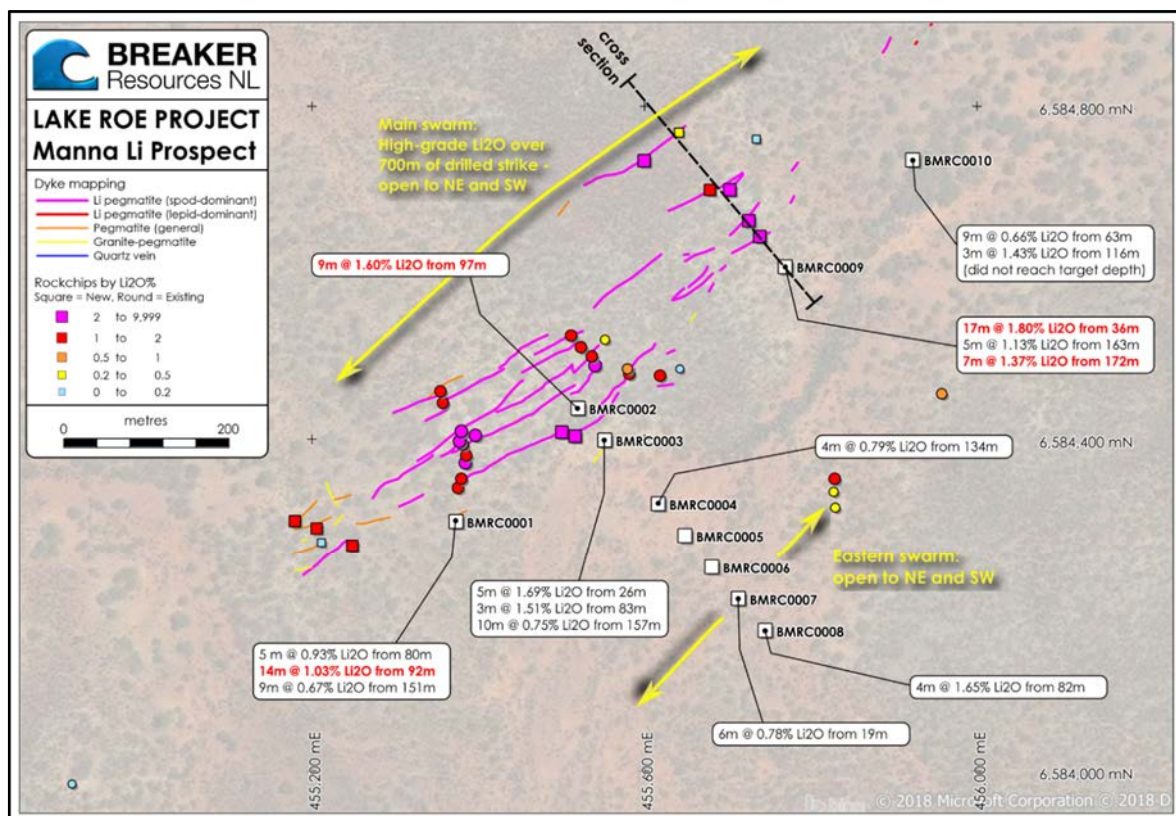 BREAKER
Resources NL
LAKE ROE PROJECT
Manna Li Prospect
Dyke mapping
Li pegmatite (spod-dominant)
Li pegmatite (lepid-dominant)
Pegmatite (general)
Granite-pegmatite
Quartz vein
Rockchips by Li2O%
Square = New, Round = Existing
2 to 9,999
1 to 2
0.5 to 1
0.2 to 0.5
0 to 0.2
metres
0 200
cross
section
6,584,800 mN
Main swarm:
High-grade Li2O over
700m of drilled strike -
open to NE and SW
BMRC0010
9m @ 0.66% Li2O from 63m
3m @ 1.43% Li2O from 116m
(did not reach target depth)
9m @ 1.60% Li2O from 97m
BMRC0009
17m @ 1.80% Li2O from 36m
5m @ 1.13% Li2O from 163m
7m @ 1.37% Li2O from 172m
BMRC0002
BMRC0003
6,584,400 mN
4m @ 0.79% Li2O from 134m
BMRC0004
BMRC0001
BMRC0005
BMRC0006
Eastern swarm:
open to NE and SW
BMRC0007
BMRC0008
5m @ 1.69% Li2O from 26m
3m @ 1.51% Li2O from 83m
10m @ 0.75% Li2O from 157m
5 m @ 0.93% Li2O from 80m
14m @ 1.03% Li2O from 92m
9m @ 0.67% Li2O from 151m
4m @ 1.65% Li2O from 82m
6m @ 0.78% Li2O from 19m
455,200 mE
455,600 mE
456,000 mE
6,584,000 mN
© 2018 Microsoft Corporation © 2018 D